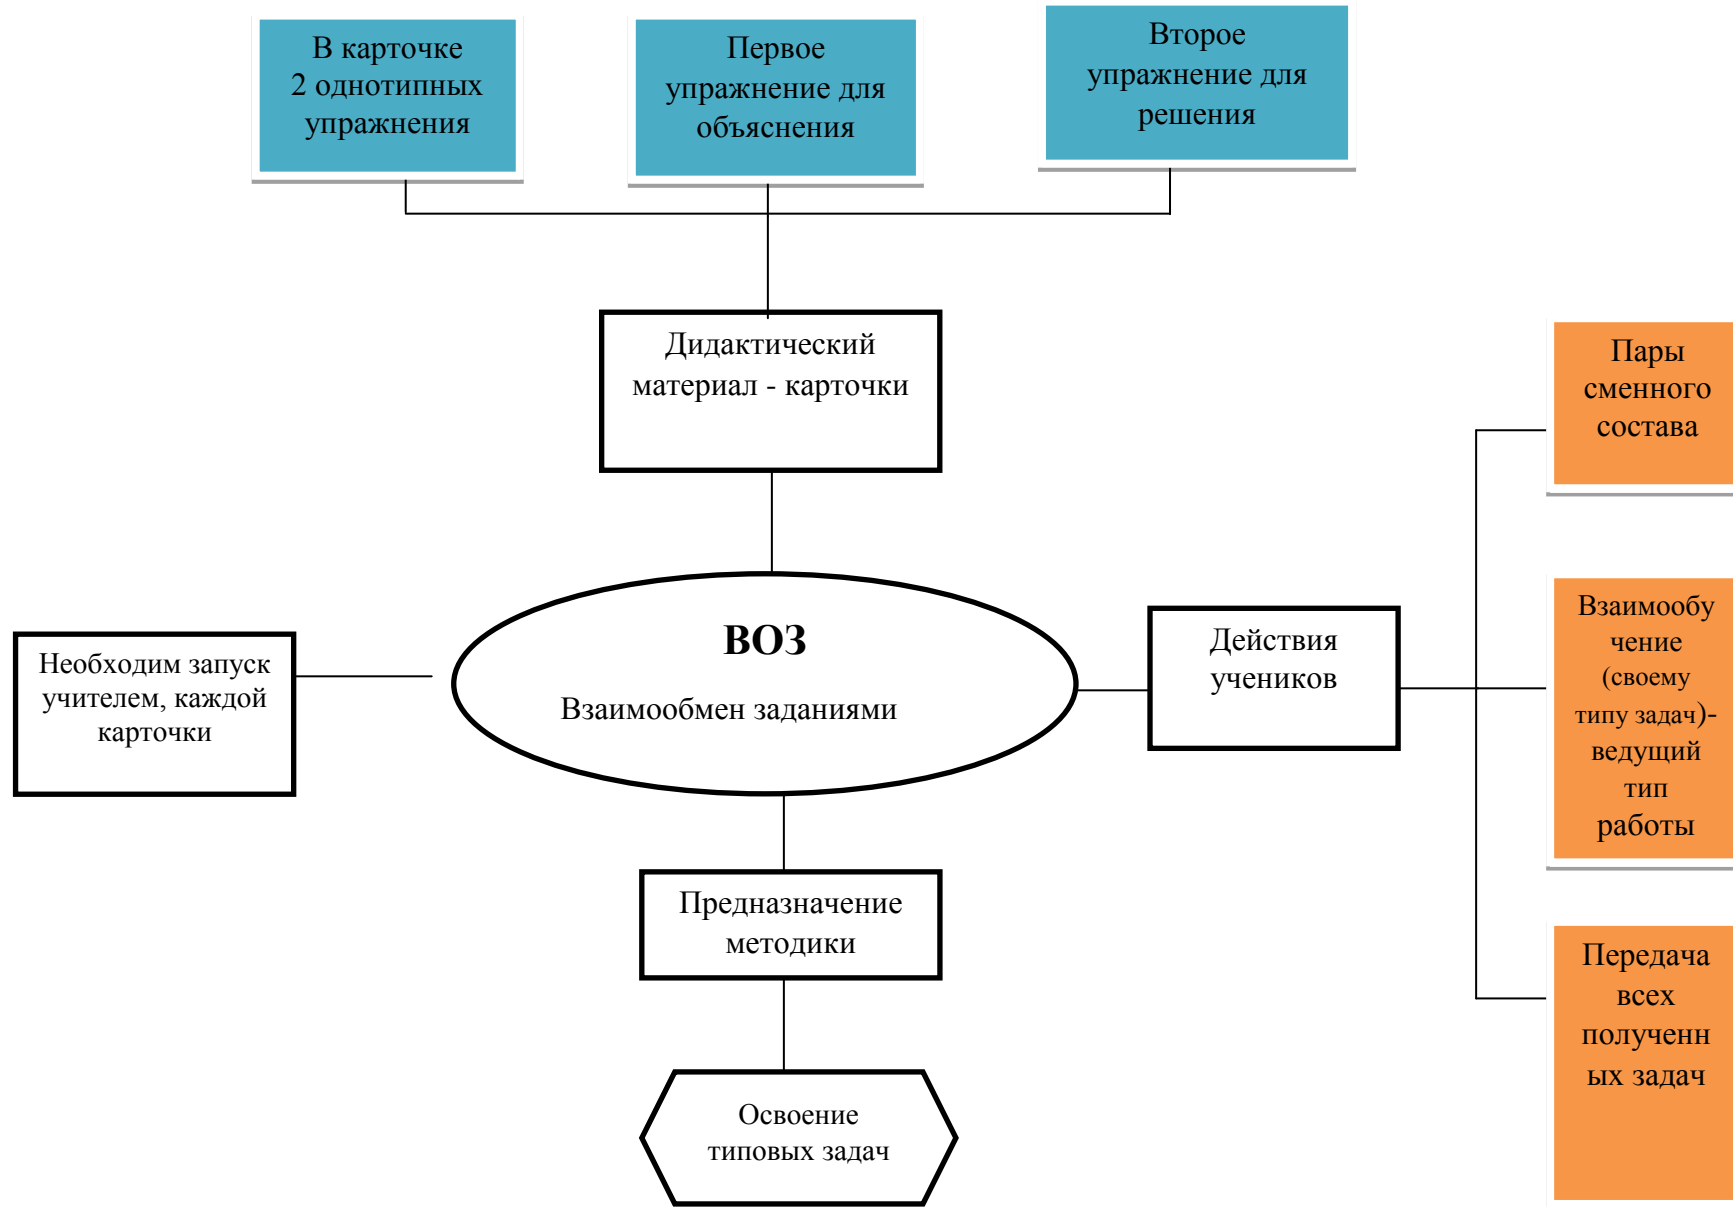 В карточке
2 однотипных
упражнения
Первое
упражнение для
объяснения
Второе
упражнение для
решения
Дидактический
материал - карточки
Пары
сменного
состава
Необходим запуск
учителем, каждой
карточки
ВОЗ
Взаимообмен заданиями
Действия
учеников
Взаимообу
чение
(своему
типу задач)-
ведущий
тип
работы
Предназначение
методики
Передача
всех
полученн
ых задач
Освоение
типовых задач